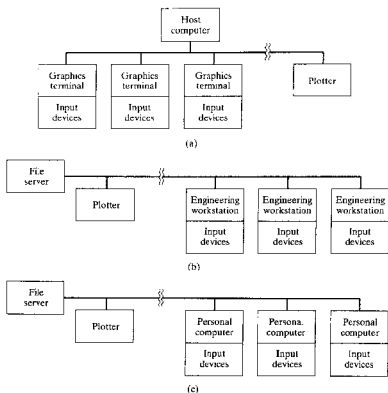 Host
computer
Graphics
terminal
Input
devices
Graphics
terminal
Input
devices
Graphics
terminal
Input
devices
Plotter
(a)
File
server
Plotter
Engineering
workstation
Input
devices
Engineering
workstation
Input
devices
Engineering
workstation
Input
devices
(b)
File
server
Plotter
Personal
computer
Input
devices
Persona.
computer
Input
devices
Personal
computer
Input
devices
(c)